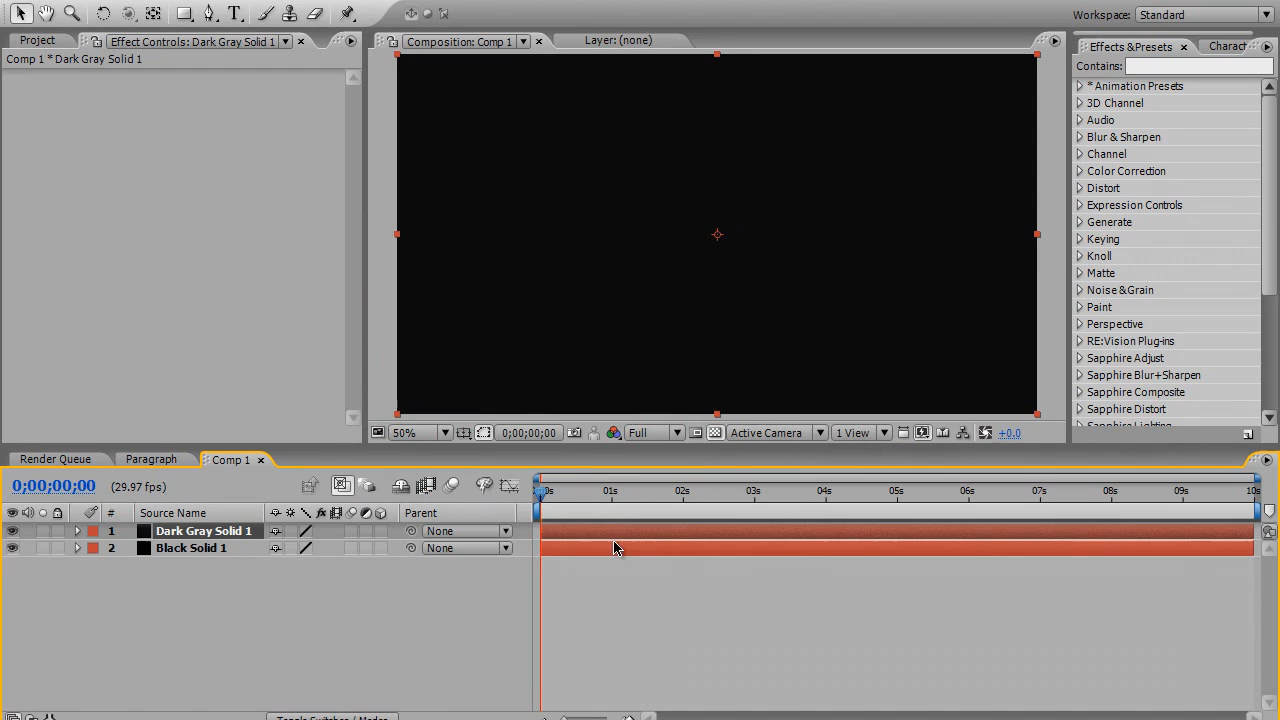 Workspace: Standard
Project Effect Controls: Dark Gray Solid 1
Composition: Comp 1 Layer: (none)
Effects & Presets Charact
Comp 1 * Dark Gray Solid 1
Contains:
* Animation Presets
3D Channel
Audio
Blur & Sharpen
Channel
Color Correction
Distort
Expression Controls
Generate
Keying
Knoll
Matte
Noise & Grain
Paint
Perspective
RE:Vision Plug-ins
Sapphire Adjust
Sapphire Blur+Sharpen
Sapphire Composite
Sapphire Distort
Sapphire Lighting
50% 0;00;00;00 Full Active Camera 1 View +0.0
Render Queue Paragraph Comp 1
0;00;00;00 (29.97 fps)
01s 02s 03s 04s 05s 06s 07s 08s 09s 10s
# Source Name Parent
1 Dark Gray Solid 1 None
2 Black Solid 1 None
Toggle Switches / Modes